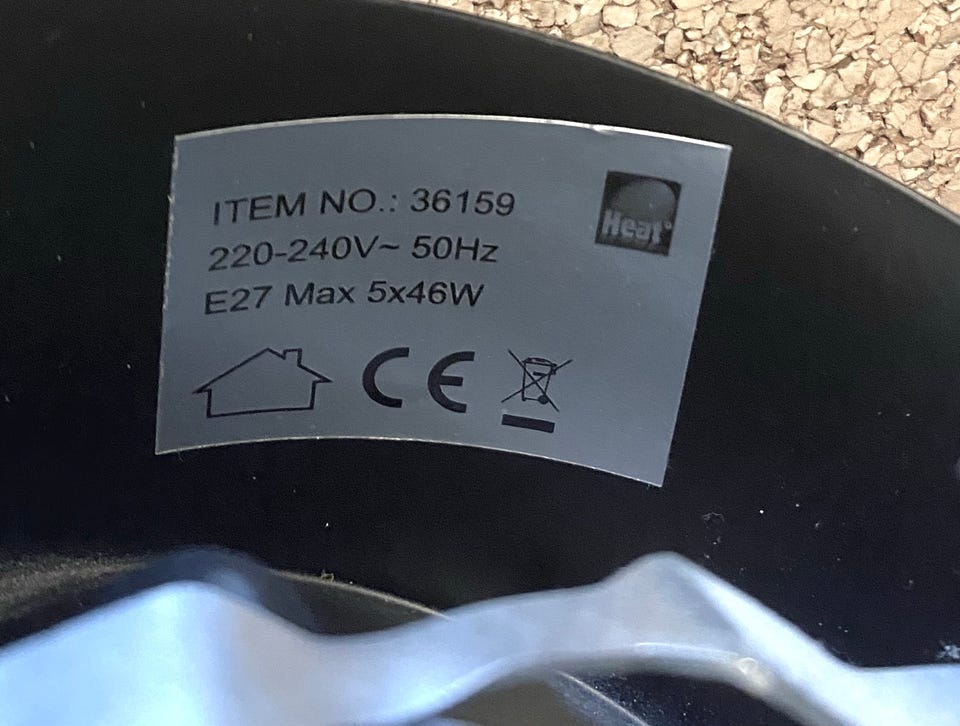 ITEM NO.: 36159
Heat
220-240V~ 50Hz
E27 Max 5x46W
CE